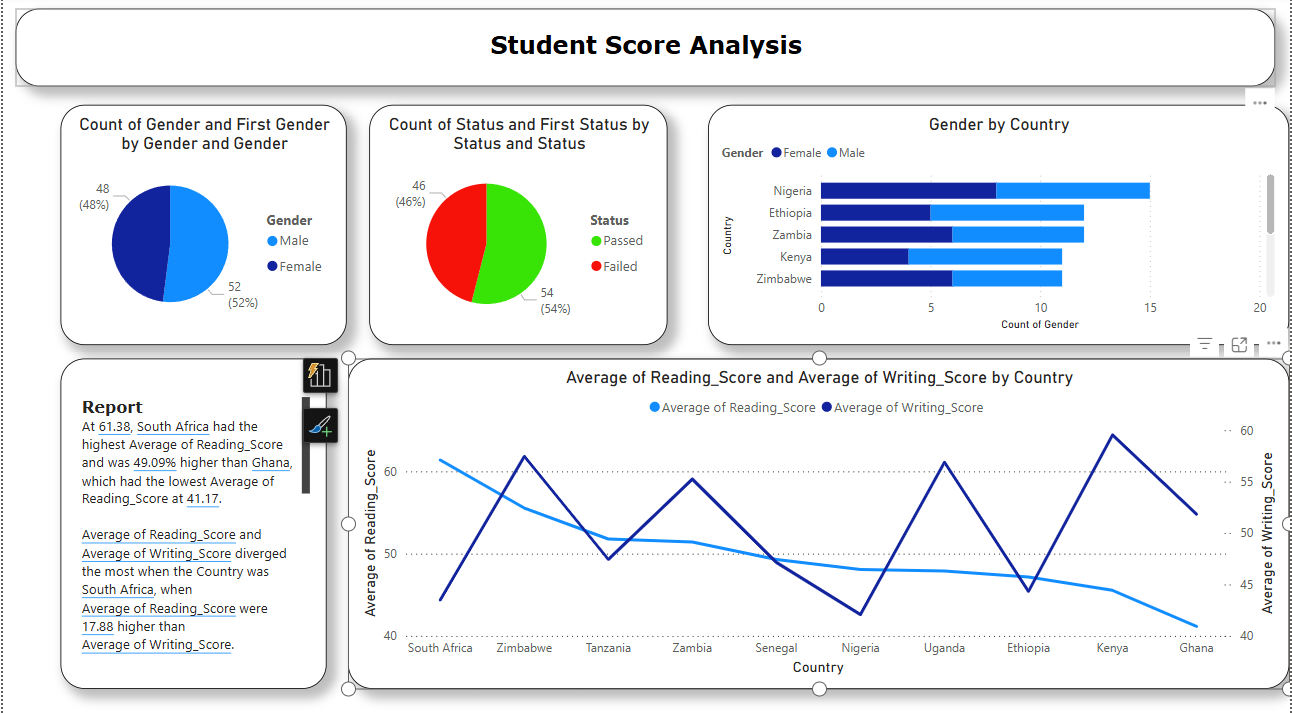 Student Score Analysis
Count of Gender and First Gender
by Gender and Gender
48
(48%)
52
(52%)
Gender
Male
Female
Count of Status and First Status by
Status and Status
46
(46%)
54
(54%)
Status
Passed
Failed
Gender by Country
Gender Female Male
Country
Nigeria
Ethiopia
Zambia
Kenya
Zimbabwe
0 5 10 15 20
Count of Gender
Report
At 61.38, South Africa had the
highest Average of Reading_Score
and was 49.09% higher than Ghana,
which had the lowest Average of
Reading_Score at 41.17.
Average of Reading_Score and
Average of Writing_Score diverged
the most when the Country was
South Africa, when
Average of Reading_Score were
17.88 higher than
Average of Writing_Score.
Average of Reading_Score and Average of Writing_Score by Country
Average of Reading_Score Average of Writing_Score
Average of Reading_Score
60
50
40
60
55
50
45
40
Average of Writing_Score
South Africa Zimbabwe Tanzania Zambia Senegal Nigeria Uganda Ethiopia Kenya Ghana
Country